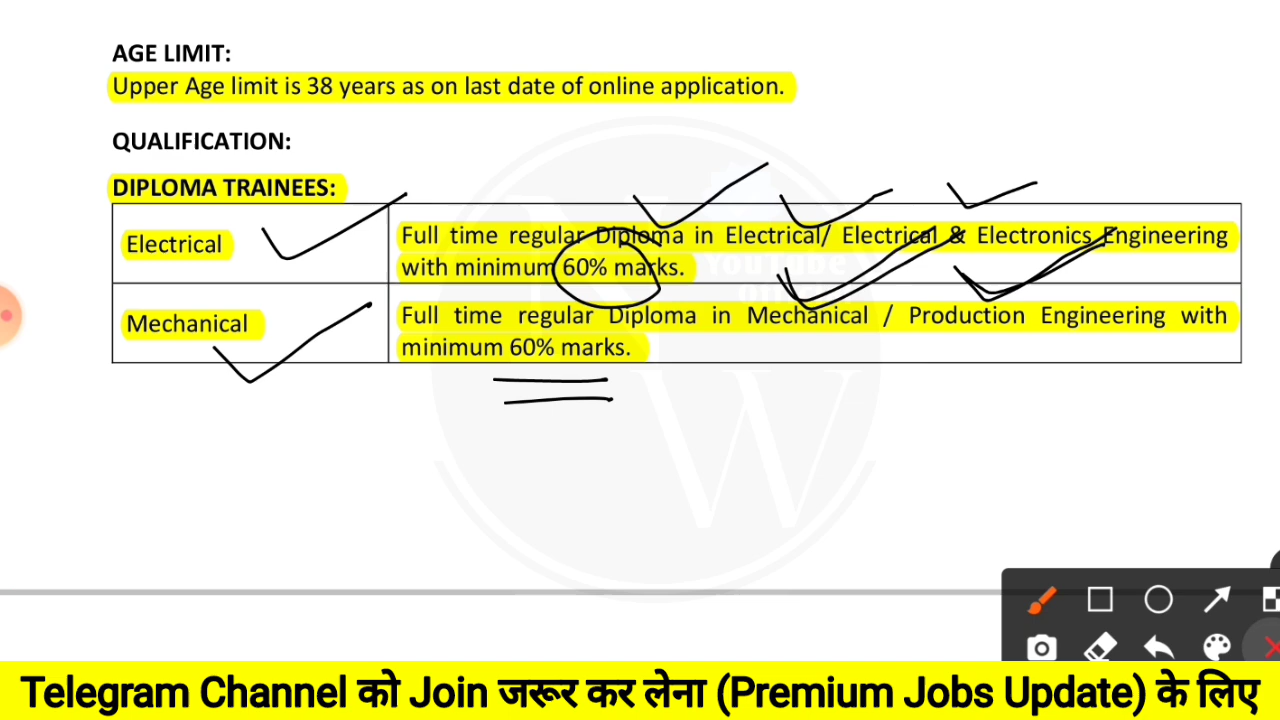 AGE LIMIT:
Upper Age limit is 38 years as on last date of online application.
QUALIFICATION:
DIPLOMA TRAINEES:
Electrical
Full time regular Diploma in Electrical/ Electrical & Electronics Engineering
with minimum 60% marks.
Mechanical
Full time regular Diploma in Mechanical / Production Engineering with
minimum 60% marks.
YouTube
W
Telegram Channel को Join जरूर कर लेना (Premium Jobs Update) के लिए